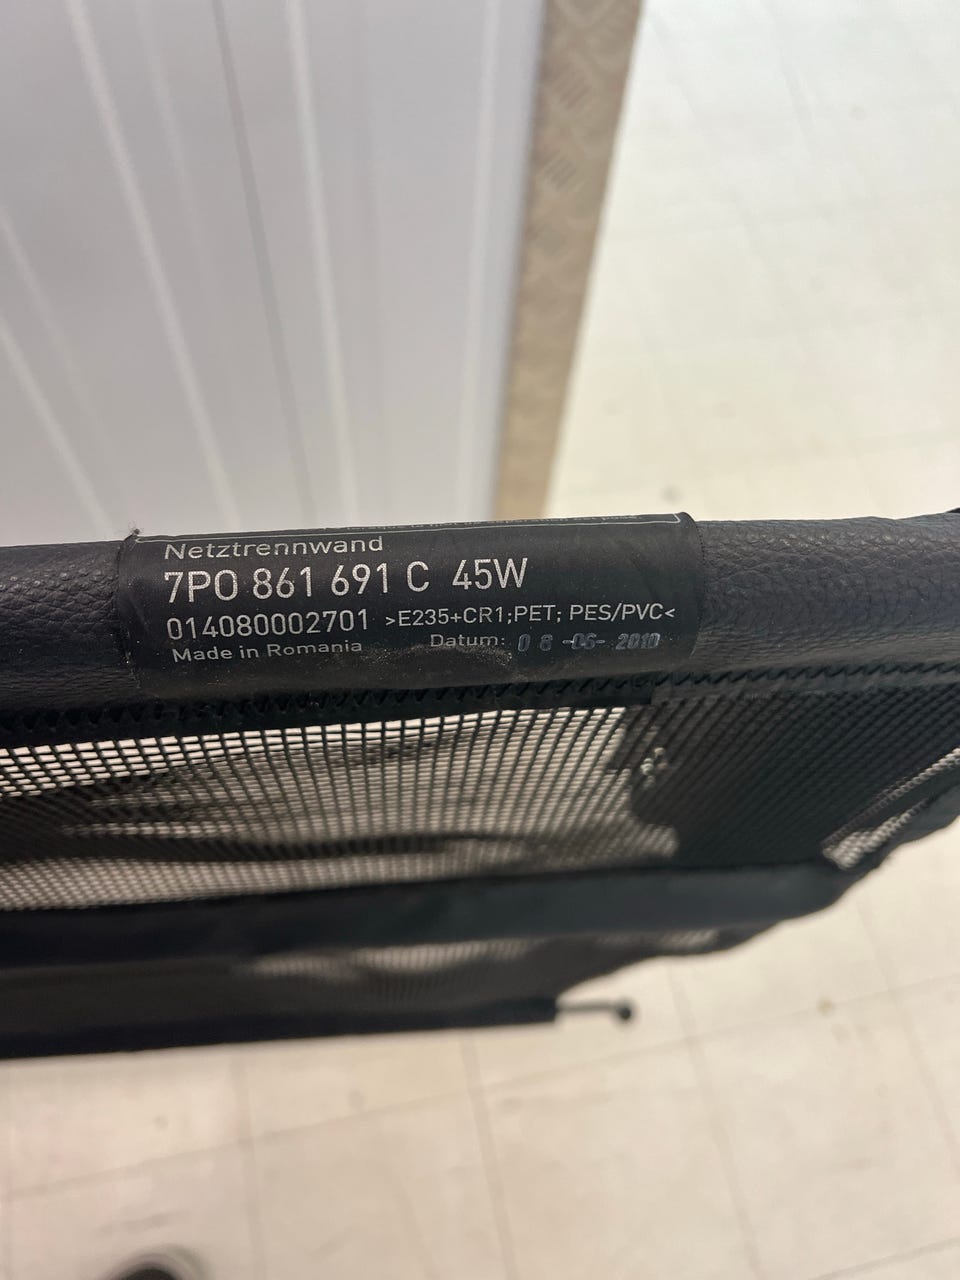 Netztrennwand
7P0 861 691 C 45W
014080002701 >E235+CR1;PET; PES/PVC<
Made in Romania Datum: 08-06-2010